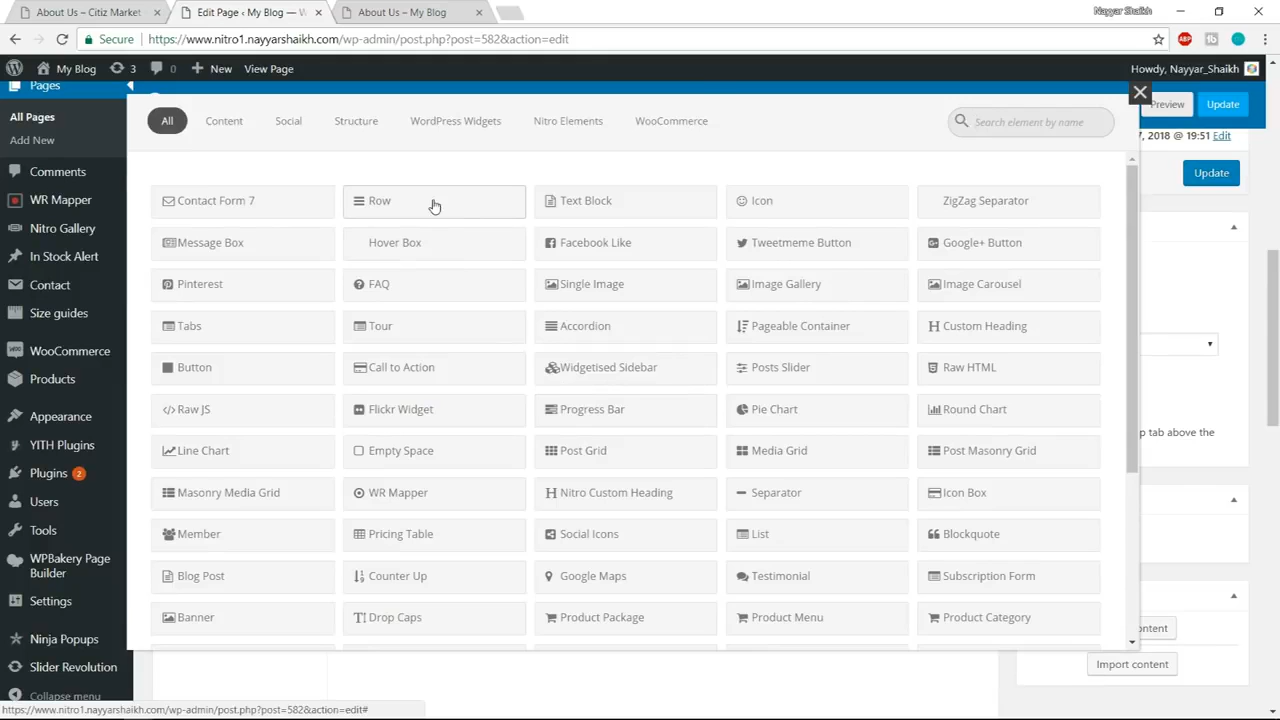 About Us – Citiz Market
Edit Page ‹ My Blog — W
About Us – My Blog
Nayyar Shaikh
Secure
https://www.nitro1.nayyarshaikh.com/wp-admin/post.php?post=582&action=edit
ABP
My Blog
3
0
New
View Page
Howdy, Nayyar_Shaikh
Pages
All Pages
Add New
Comments
WR Mapper
Nitro Gallery
In Stock Alert
Contact
Size guides
WooCommerce
Products
Appearance
YITH Plugins
Plugins 2
Users
Tools
WPBakery Page
Builder
Settings
Ninja Popups
Slider Revolution
Collapse menu
All
Content
Social
Structure
WordPress Widgets
Nitro Elements
WooCommerce
Search element by name
Preview
Update
7, 2018 @ 19:51 Edit
Update
Contact Form 7
Row
Text Block
Icon
ZigZag Separator
Message Box
Hover Box
Facebook Like
Tweetmeme Button
Google+ Button
Pinterest
FAQ
Single Image
Image Gallery
Image Carousel
Tabs
Tour
Accordion
Pageable Container
Custom Heading
Button
Call to Action
Widgetised Sidebar
Posts Slider
Raw HTML
Raw JS
Flickr Widget
Progress Bar
Pie Chart
Round Chart
Line Chart
Empty Space
Post Grid
Media Grid
Post Masonry Grid
Masonry Media Grid
WR Mapper
Nitro Custom Heading
Separator
Icon Box
Member
Pricing Table
Social Icons
List
Blockquote
Blog Post
Counter Up
Google Maps
Testimonial
Subscription Form
Banner
Drop Caps
Product Package
Product Menu
Product Category
p tab above the
ontent
Import content
https://www.nitro1.nayyarshaikh.com/wp-admin/post.php?post=582&action=edit#